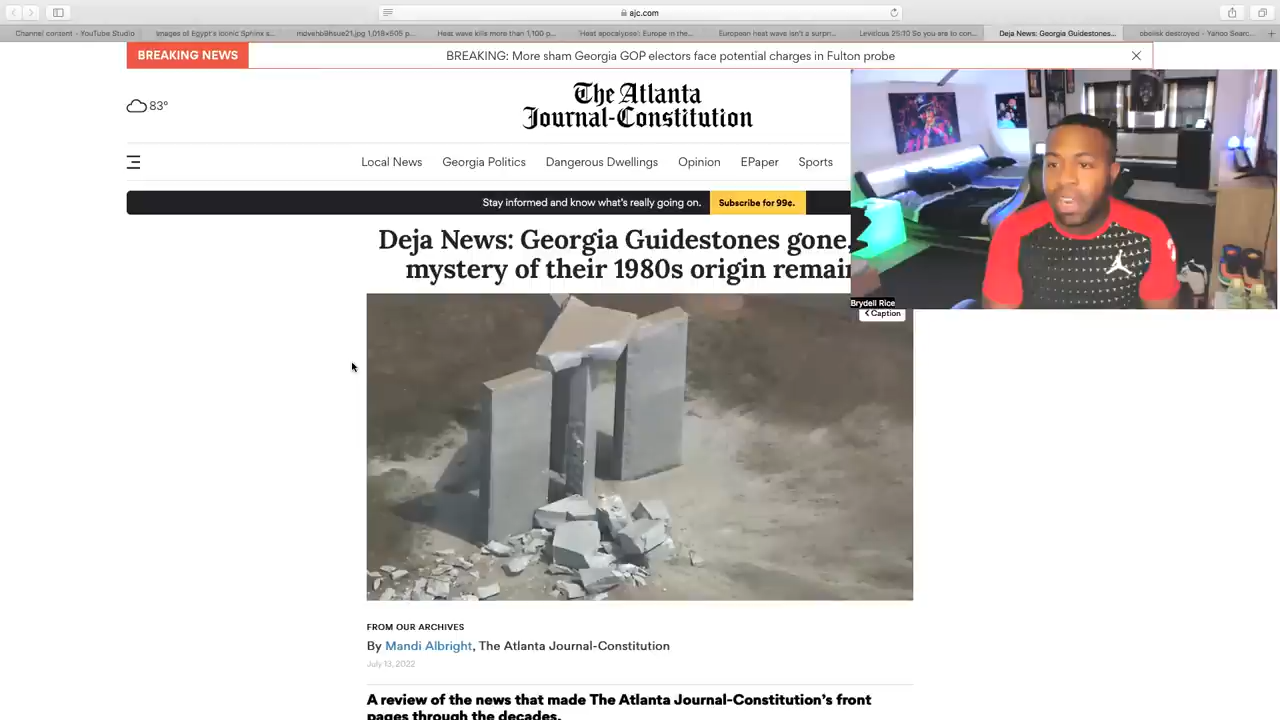 ajc.com
Channel content - YouTube Studio
Images of Egypt's iconic Sphinx s...
Heat wave kills more than 1,100 p...
'Heat apocalypse': Europe in the...
European heat wave isn't a surpri...
Leviticus 25:10 So you are to con...
Deja News: Georgia Guidestones...
obelisk destroyed - Yahoo Searc...
BREAKING NEWS
BREAKING: More sham Georgia GOP electors face potential charges in Fulton probe
83°
The Atlanta
Journal-Constitution
Local News
Georgia Politics
Dangerous Dwellings
Opinion
EPaper
Sports
Stay informed and know what's really going on.
Subscribe for 99¢.
Deja News: Georgia Guidestones gone.
mystery of their 1980s origin remain
Brydell Rice
Caption
FROM OUR ARCHIVES
By Mandi Albright, The Atlanta Journal-Constitution
July 13, 2022
A review of the news that made The Atlanta Journal-Constitution's front
pages through the decades.